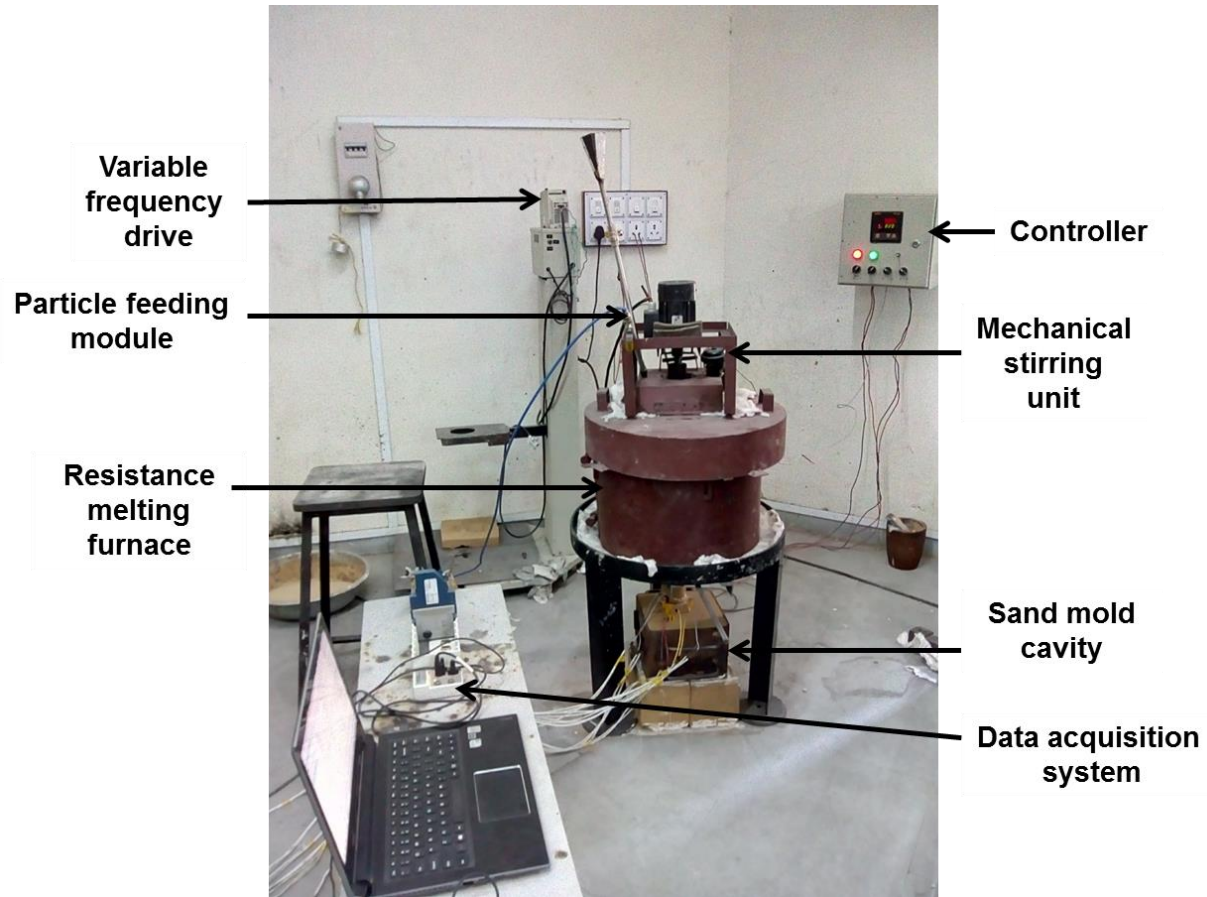 Variable
frequency
drive
Particle feeding
module
Resistance
melting
furnace
Controller
Mechanical
stirring
unit
Sand mold
cavity
Data acquisition
system